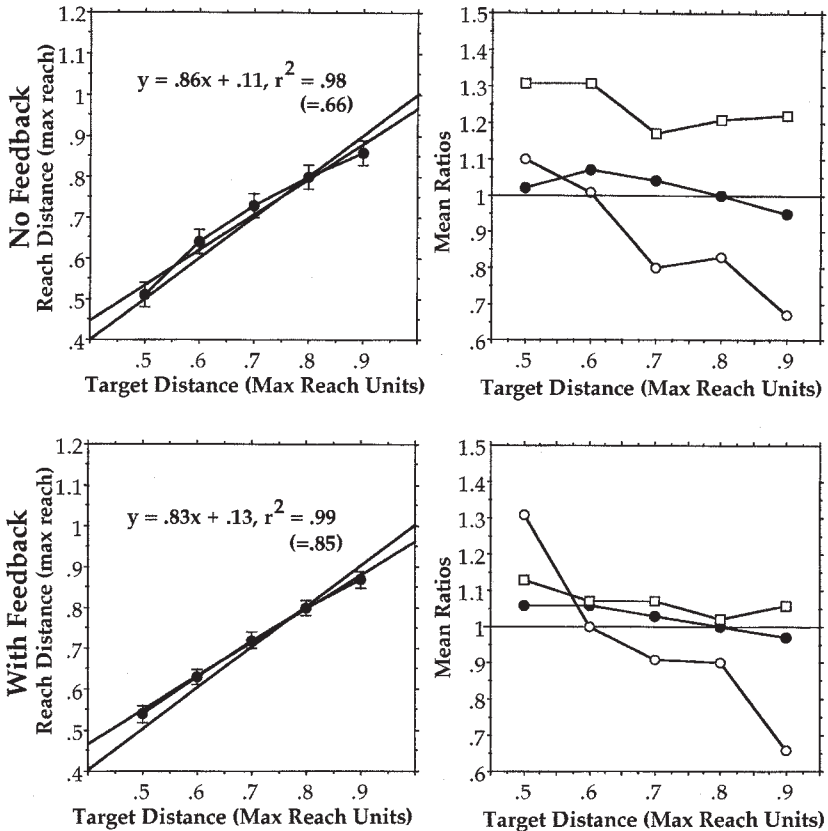 No Feedback
Reach Distance (max reach)
1.2
1.1
1
.9
.8
.7
.6
.5
.4
y = .86x + .11, r2 = .98
(=.66)
.5 .6 .7 .8 .9
Target Distance (Max Reach Units)
Mean Ratios
1.5
1.4
1.3
1.2
1.1
1
.9
.8
.7
.6
.5 .6 .7 .8 .9
Target Distance (Max Reach Units)
With Feedback
Reach Distance (max reach)
1.2
1.1
1
.9
.8
.7
.6
.5
.4
y = .83x + .13, r2 = .99
(=.85)
.5 .6 .7 .8 .9
Target Distance (Max Reach Units)
Mean Ratios
1.5
1.4
1.3
1.2
1.1
1
.9
.8
.7
.6
.5 .6 .7 .8 .9
Target Distance (Max Reach Units)